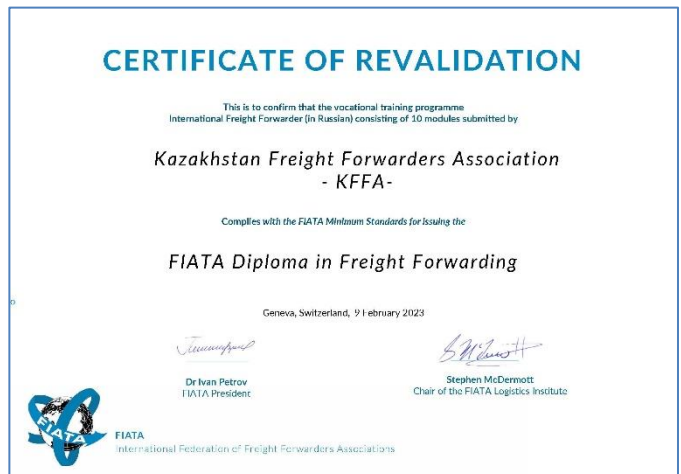 CERTIFICATE OF REVALIDATION
This is to confirm that the vocational training programme
International Freight Forwarder (in Russian) consisting of 10 modules submitted by
Kazakhstan Freight Forwarders Association
- KFFA-
Complies with the FIATA Minimum Standards for issuing the
FIATA Diploma in Freight Forwarding
Geneva, Switzerland, 9 February 2023
Dr Ivan Petrov
FIATA President
Stephen McDermott
Chair of the FIATA Logistics Institute
FIATA
FIATA
International Federation of Freight Forwarders Associations